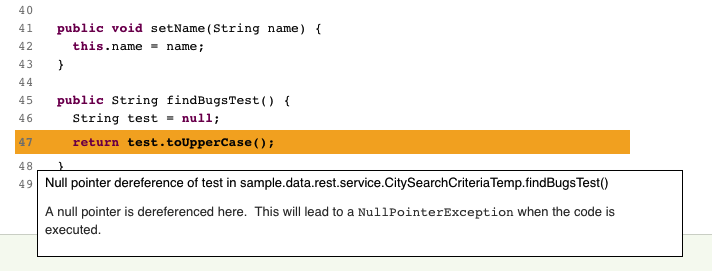 40
41 public void setName(String name) {
42 this.name = name;
43 }
44
45 public String findBugsTest() {
46 String test = null;
47 return test.toUpperCase();
48 }
49
Null pointer dereference of test in sample.data.rest.service.CitySearchCriteriaTemp.findBugsTest()
A null pointer is dereferenced here.  This will lead to a NullPointerException when the code is
executed.